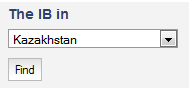 The IB in
Kazakhstan
Find